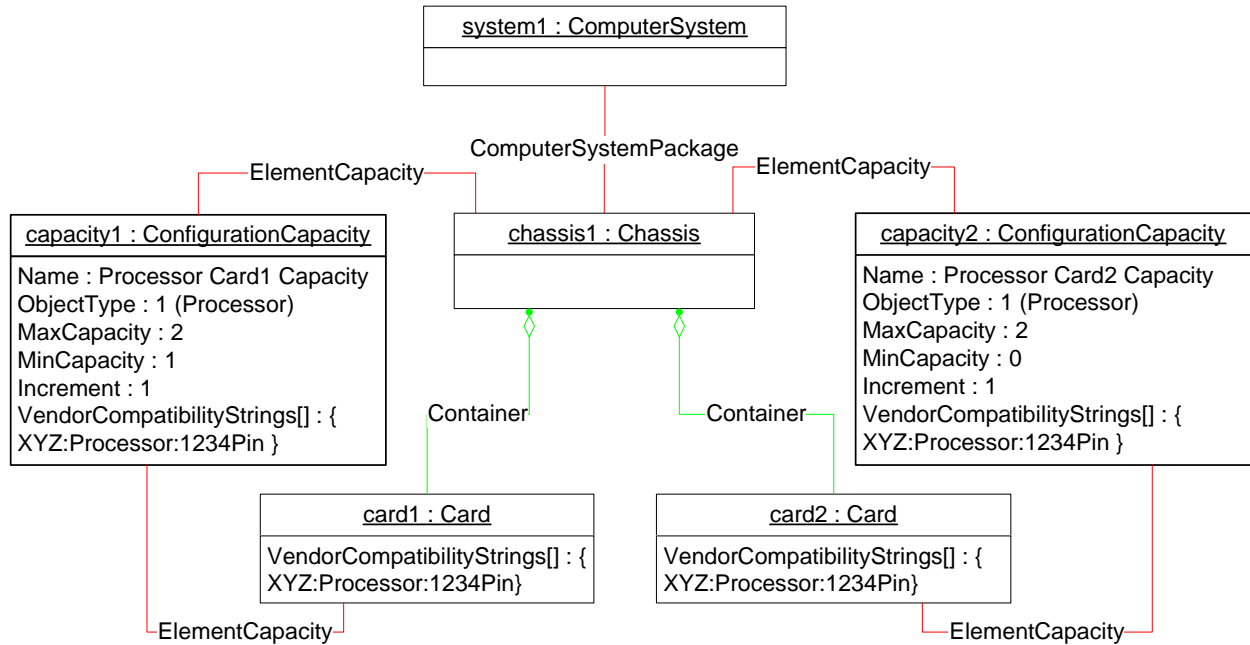 system1 : ComputerSystem
ComputerSystemPackage
ElementCapacity
ElementCapacity
capacity1 : ConfigurationCapacity
Name : Processor Card1 Capacity
ObjectType : 1 (Processor)
MaxCapacity : 2
MinCapacity : 1
Increment : 1
VendorCompatibilityStrings[] : {
XYZ:Processor:1234Pin }
chassis1 : Chassis
capacity2 : ConfigurationCapacity
Name : Processor Card2 Capacity
ObjectType : 1 (Processor)
MaxCapacity : 2
MinCapacity : 0
Increment : 1
VendorCompatibilityStrings[] : {
XYZ:Processor:1234Pin }
Container
Container
card1 : Card
VendorCompatibilityStrings[] : {
XYZ:Processor:1234Pin}
card2 : Card
VendorCompatibilityStrings[] : {
XYZ:Processor:1234Pin}
ElementCapacity
ElementCapacity